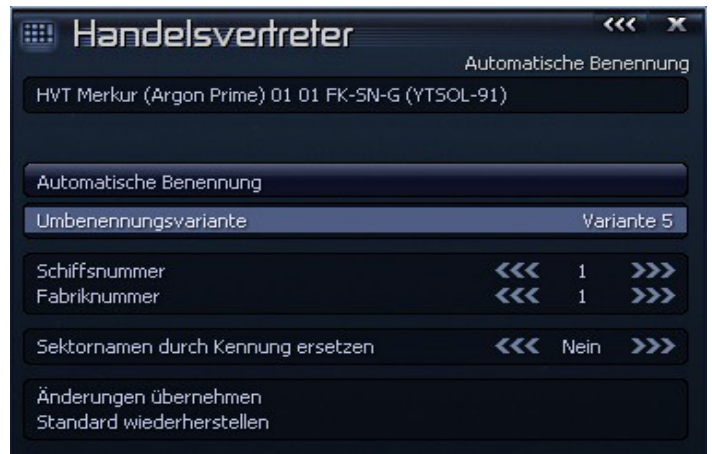 Handelsvertreter <<< X
Automatische Benennung
HVT Merkur (Argon Prime) 01 01 FK-SN-G (YTSOL-91)
Automatische Benennung
Umbenennungsvariante Variante 5
Schiffsnummer <<< 1 >>>
Fabriknummer <<< 1 >>>
Sektornamen durch Kennung ersetzen <<< Nein >>>
Änderungen übernehmen
Standard wiederherstellen